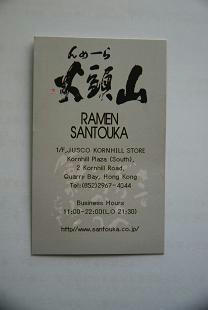 らーめん
山頭火
RAMEN
SANTOUKA
1/F,JUSCO KORNHILL STORE
Kornhill Plaza (South),
2 Kornhill Road,
Quarry Bay, Hong Kong
Tel:(852)2967-4044
Business Hours
11:00-22:00(L.O 21:30)
http//www.santouka.co.jp/